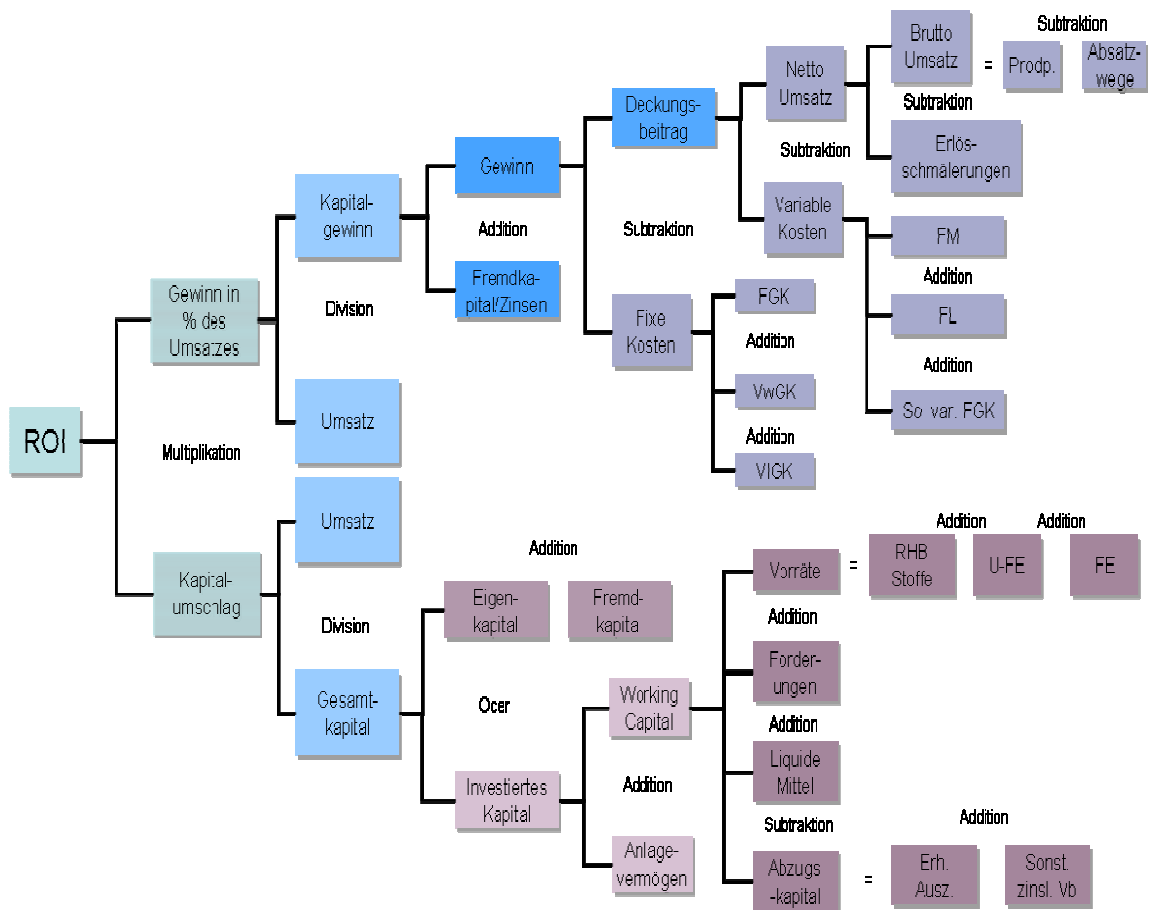 Subtraktion
Brutto
Umsatz
=
Prodp.
Absatz-
wege
Netto
Umsatz
Subtraktion
Deckungs-
beitrag
Subtraktion
Erlös-
schmälerungen
Gewinn
Kapital-
gewinn
Addition
Subtraktion
Variable
Kosten
FM
Addition
Fremdka-
pital/Zinsen
FGK
FL
Gewinn in
% des
Umsatzes
Division
Fixe
Kosten
Addition
Addition
VwGK
Umsatz
So. var. FGK
ROI
Multiplikation
Addition
VIGK
Umsatz
Addition
Addition
Addition
Vorräte
=
RHB
Stoffe
U-FE
FE
Kapital-
umschlag
Eigen-
kapital
Fremd-
kapita
Division
Addition
Forder-
ungen
Gesamt-
kapital
Ocer
Working
Capital
Addition
Liquide
Mittel
Investiertes
Kapital
Addition
Subtraktion
Addition
Anlage-
vermögen
Abzugs
-kapital
=
Erh.
Ausz.
Sonst.
zinsl. Vb